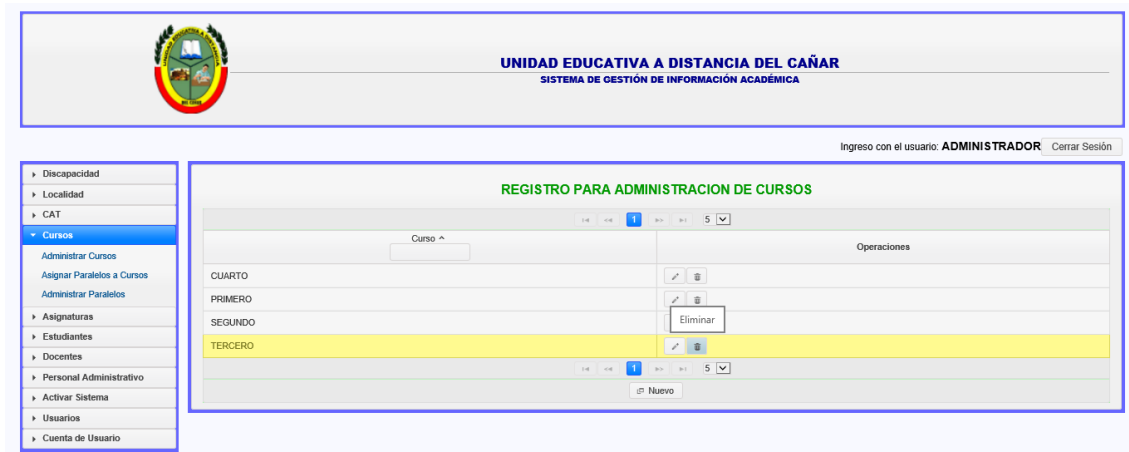 UNIDAD EDUCATIVA A DISTANCIA DEL CAÑAR
SISTEMA DE GESTIÓN DE INFORMACIÓN ACADÉMICA
Ingreso con el usuario: ADMINISTRADOR Cerrar Sesión
Discapacidad
Localidad
CAT
Cursos
Administrar Cursos
Asignar Paralelos a Cursos
Administrar Paralelos
Asignaturas
Estudiantes
Docentes
Personal Administrativo
Activar Sistema
Usuarios
Cuenta de Usuario
REGISTRO PARA ADMINISTRACION DE CURSOS
1 5
Curso Operaciones
CUARTO
PRIMERO
SEGUNDO
Eliminar
TERCERO
1 5
Nuevo